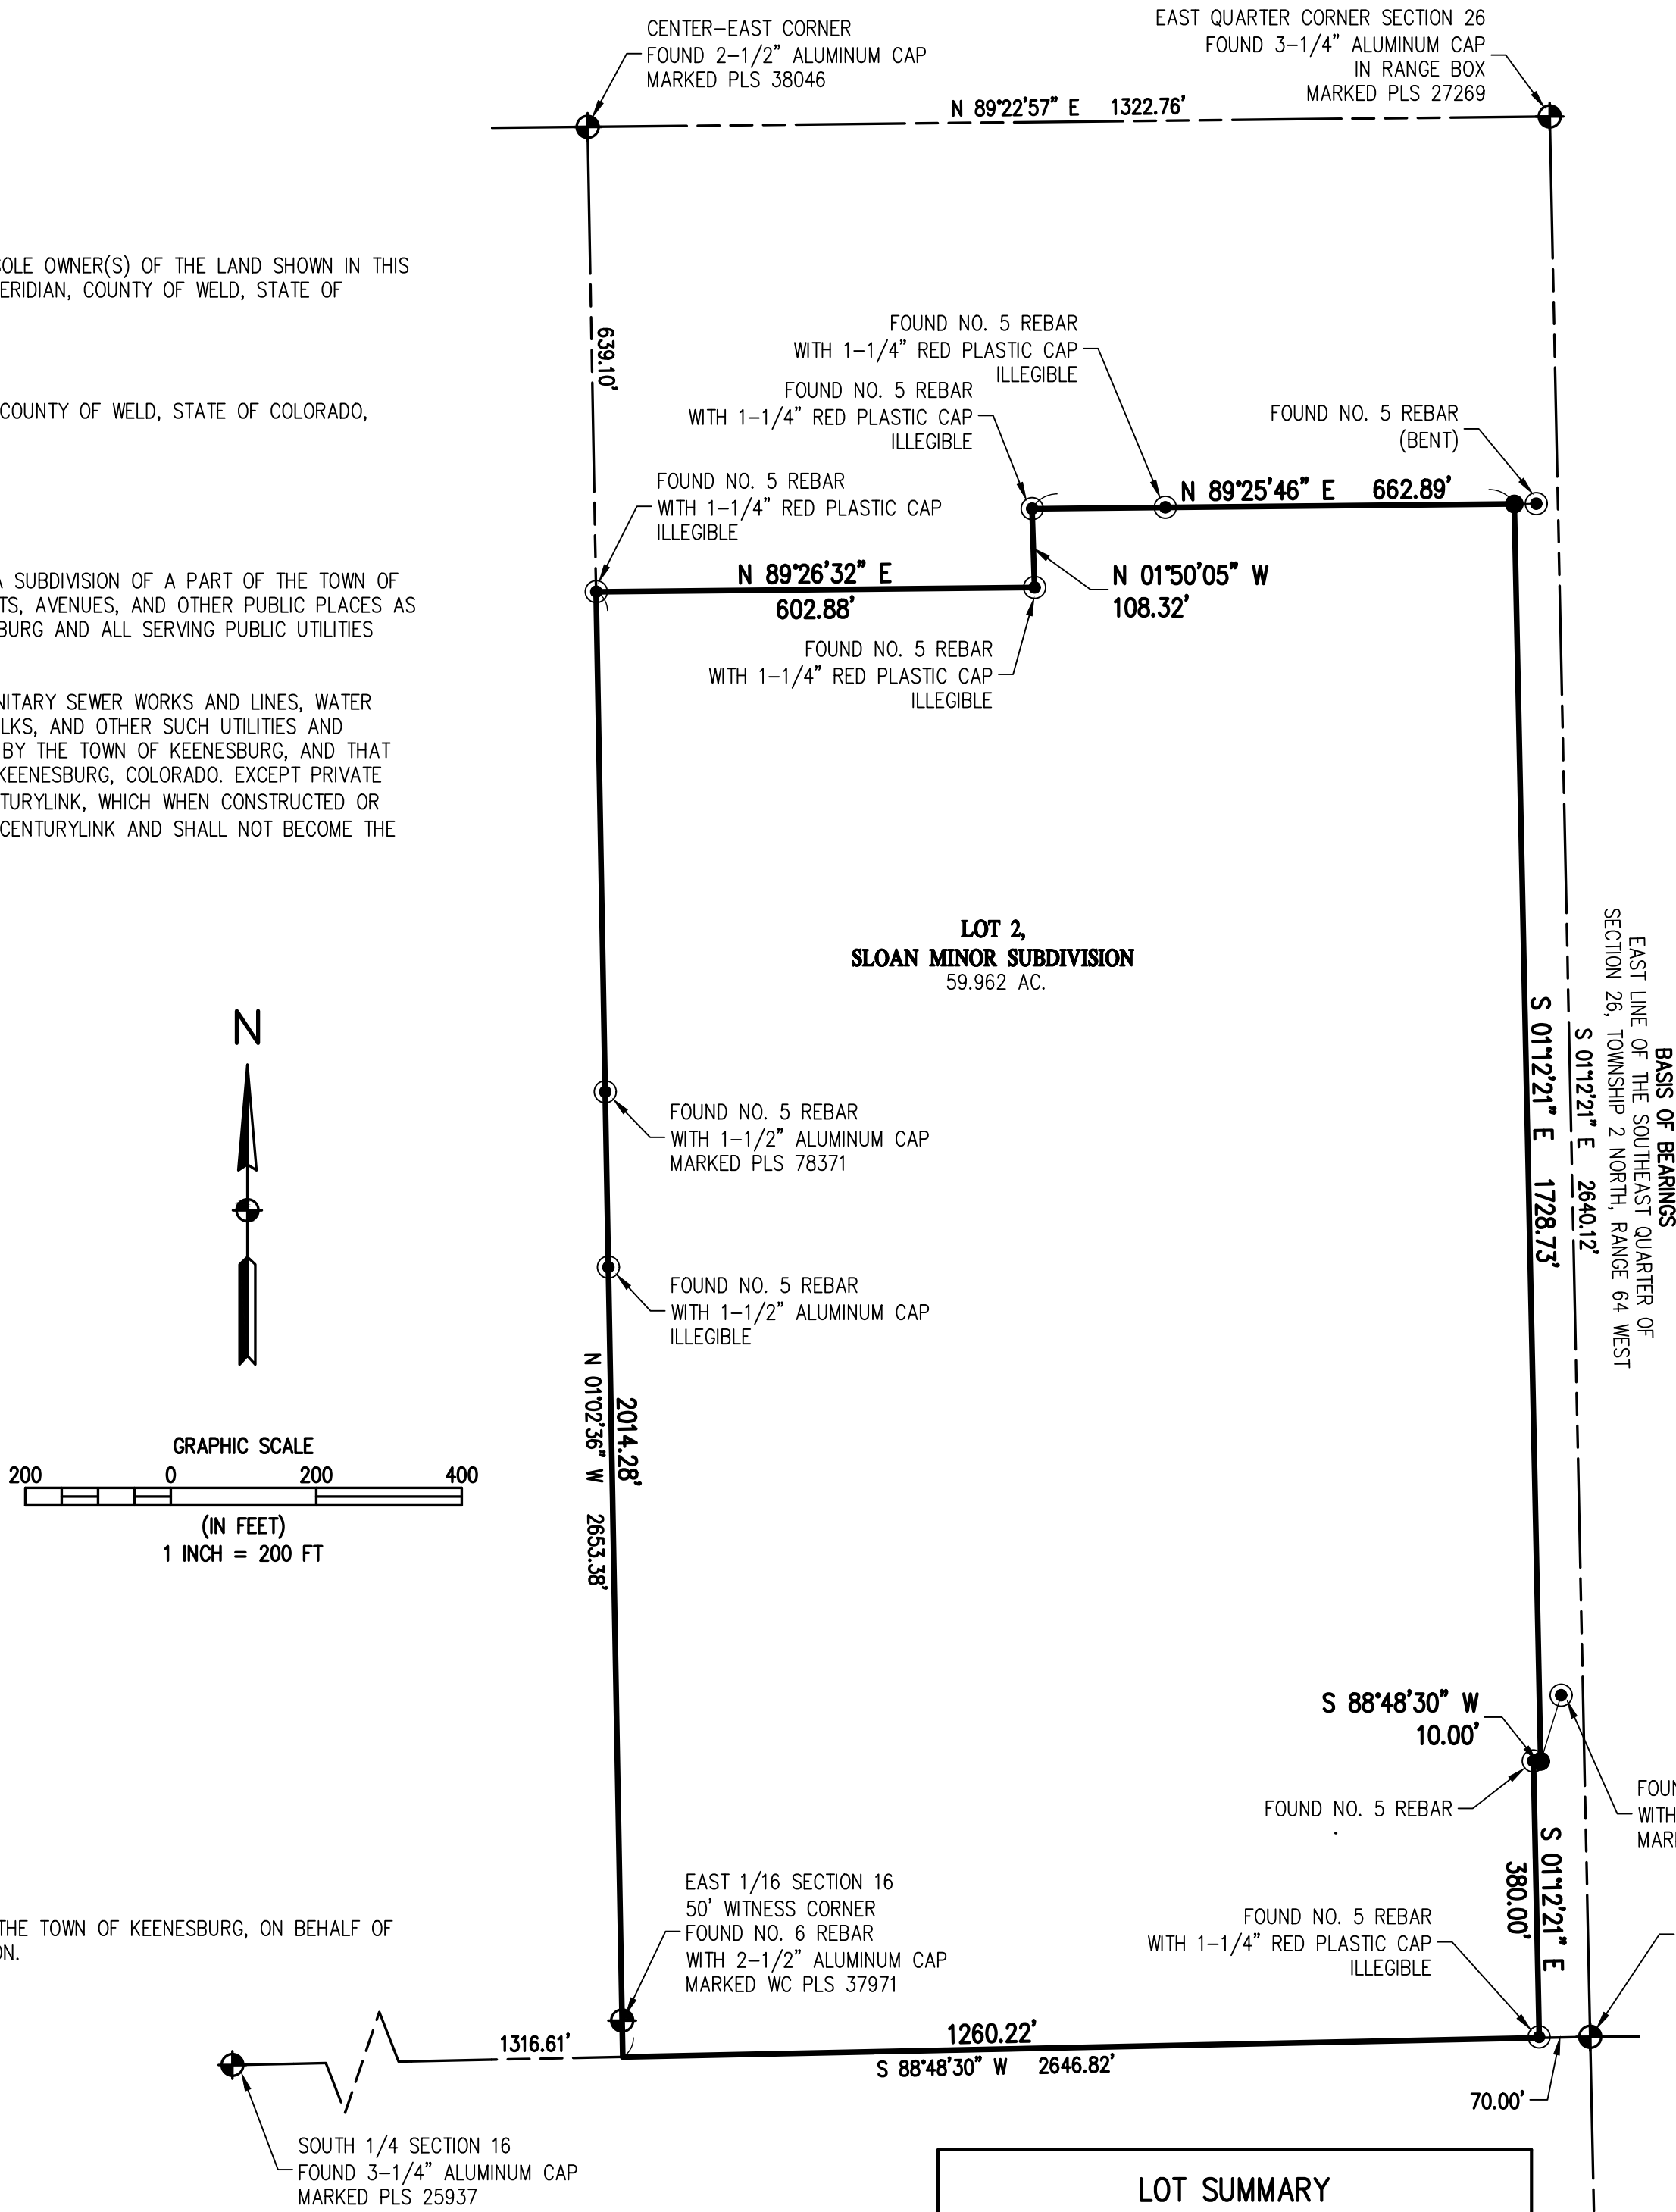 CENTER-EAST CORNER
FOUND 2-1/2" ALUMINUM CAP
MARKED PLS 38046
EAST QUARTER CORNER SECTION 26
FOUND 3-1/4" ALUMINUM CAP
IN RANGE BOX
MARKED PLS 27269
N 89°22'57" E 1322.76'
SOLE OWNER(S) OF THE LAND SHOWN IN THIS
ERIDIAN, COUNTY OF WELD, STATE OF
639.10'
FOUND NO. 5 REBAR
WITH 1-1/4" RED PLASTIC CAP
ILLEGIBLE
FOUND NO. 5 REBAR
WITH 1-1/4" RED PLASTIC CAP
ILLEGIBLE
FOUND NO. 5 REBAR
(BENT)
COUNTY OF WELD, STATE OF COLORADO,
FOUND NO. 5 REBAR
WITH 1-1/4" RED PLASTIC CAP
ILLEGIBLE
N 89°25'46" E 662.89'
N 89°26'32" E
602.88'
N 01°50'05" W
108.32'
FOUND NO. 5 REBAR
WITH 1-1/4" RED PLASTIC CAP
ILLEGIBLE
A SUBDIVISION OF A PART OF THE TOWN OF
TS, AVENUES, AND OTHER PUBLIC PLACES AS
BURG AND ALL SERVING PUBLIC UTILITIES
NITARY SEWER WORKS AND LINES, WATER
LKS, AND OTHER SUCH UTILITIES AND
BY THE TOWN OF KEENESBURG, AND THAT
KEENESBURG, COLORADO. EXCEPT PRIVATE
TURYLINK, WHICH WHEN CONSTRUCTED OR
CENTURYLINK AND SHALL NOT BECOME THE
LOT 2,
SLOAN MINOR SUBDIVISION
59.962 AC.
BASIS OF BEARINGS
EAST LINE OF THE SOUTHEAST QUARTER OF
SECTION 26, TOWNSHIP 2 NORTH, RANGE 64 WEST
S 01°12'21" E 2640.12'
S 01°12'21" E 1728.73'
N
FOUND NO. 5 REBAR
WITH 1-1/2" ALUMINUM CAP
MARKED PLS 78371
FOUND NO. 5 REBAR
WITH 1-1/2" ALUMINUM CAP
ILLEGIBLE
2014.28'
N 01°02'36" W 2653.38'
GRAPHIC SCALE
200 0 200 400
(IN FEET)
1 INCH = 200 FT
S 88°48'30" W
10.00'
FOUND NO. 5 REBAR
FOUN
WITH
MARK
S 01°12'21" E
380.00'
EAST 1/16 SECTION 16
50' WITNESS CORNER
FOUND NO. 6 REBAR
WITH 2-1/2" ALUMINUM CAP
MARKED WC PLS 37971
FOUND NO. 5 REBAR
WITH 1-1/4" RED PLASTIC CAP
ILLEGIBLE
THE TOWN OF KEENESBURG, ON BEHALF OF
ON.
1316.61'
1260.22'
S 88°48'30" W 2646.82'
70.00'
SOUTH 1/4 SECTION 16
FOUND 3-1/4" ALUMINUM CAP
MARKED PLS 25937
LOT SUMMARY